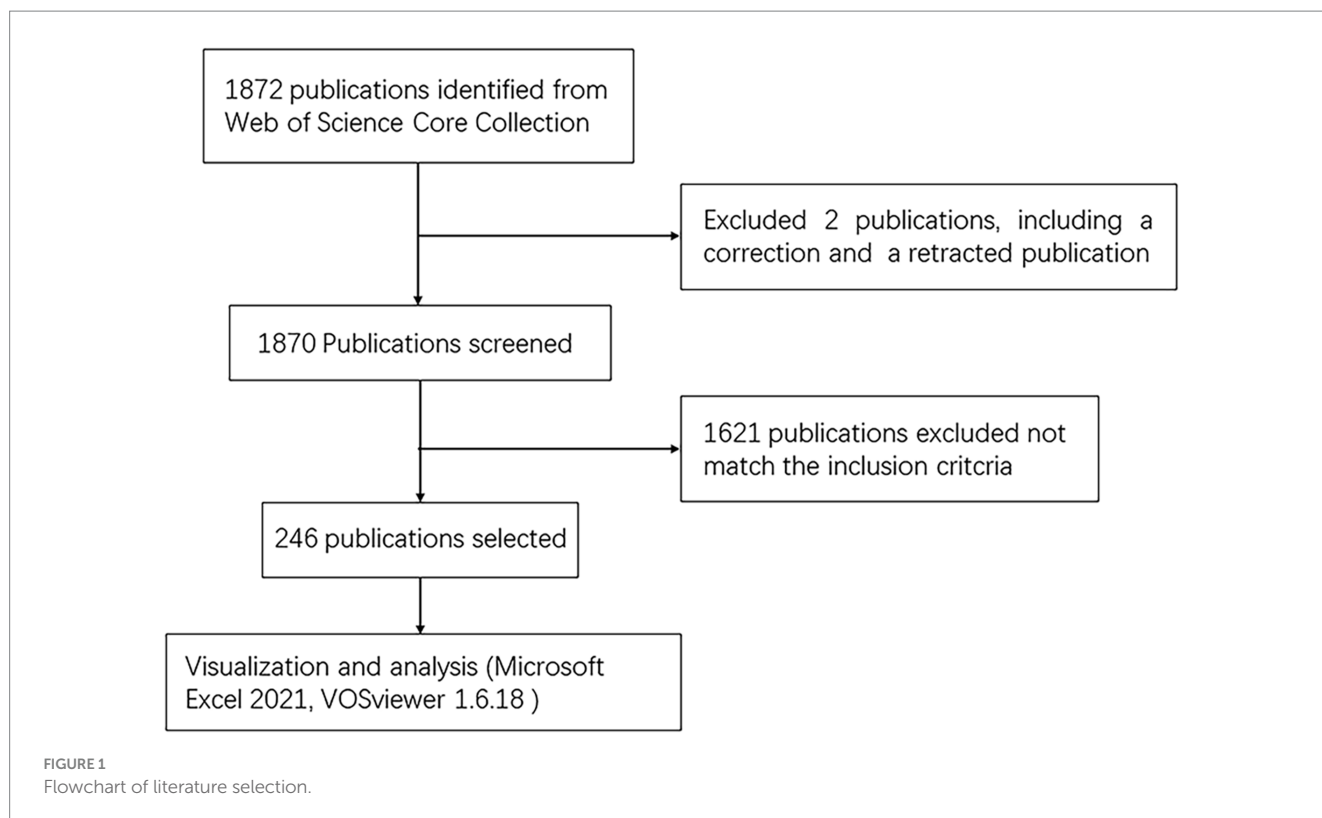 1872 publications identified from
Web of Science Core Collection
Excluded 2 publications, including a
correction and a retracted publication
1870 Publications screened
1621 publications excluded not
match the inclusion critcria
246 publications selected
Visualization and analysis (Microsoft
Excel 2021, VOSviewer 1.6.18 )
FIGURE 1
Flowchart of literature selection.